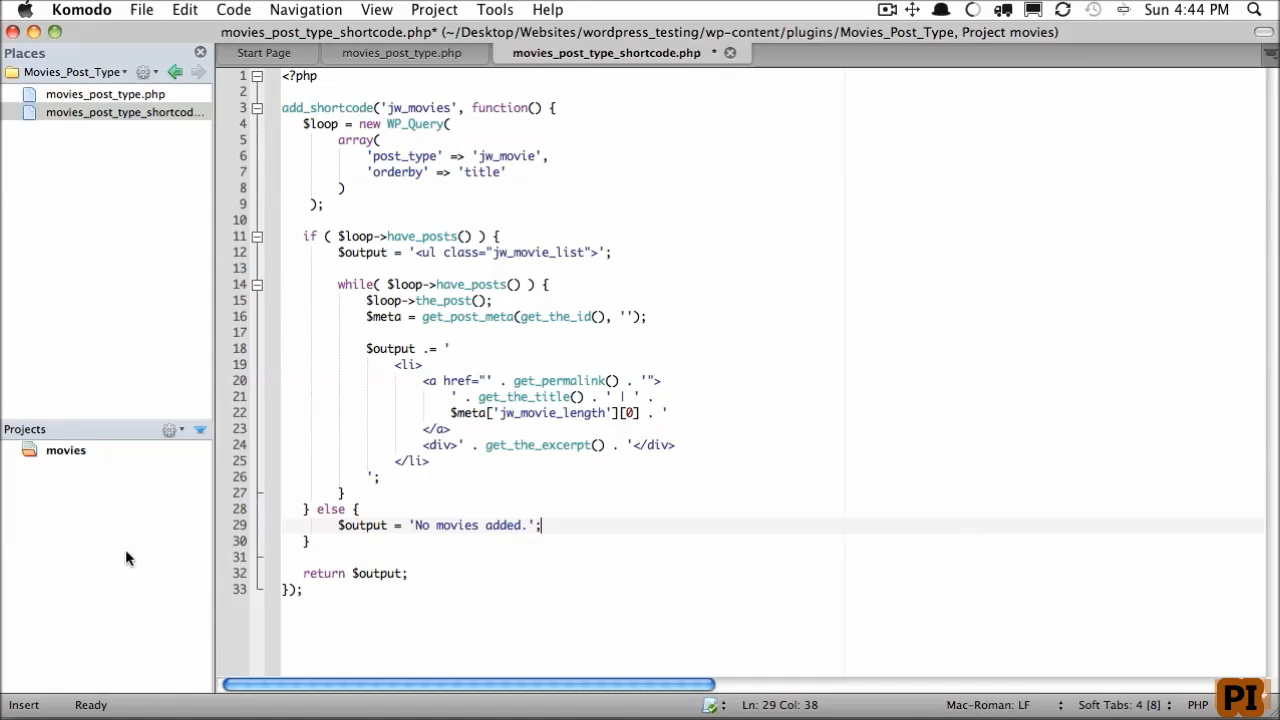 Komodo File Edit Code Navigation View Project Tools Help Sun 4:44 PM
movies_post_type_shortcode.php* (~/Desktop/Websites/wordpress_testing/wp-content/plugins/Movies_Post_Type, Project movies)
Places
Start Page movies_post_type.php movies_post_type_shortcode.php *
Movies_Post_Type
movies_post_type.php
movies_post_type_shortcod...
Projects
movies
1 <?php
2
3 add_shortcode('jw_movies', function() {
4 $loop = new WP_Query(
5 array(
6 'post_type' => 'jw_movie',
7 'orderby' => 'title'
8 )
9 );
10
11 if ( $loop->have_posts() ) {
12 $output = '<ul class="jw_movie_list">';
13
14 while( $loop->have_posts() ) {
15 $loop->the_post();
16 $meta = get_post_meta(get_the_id(), '');
17
18 $output .= '
19 <li>
20 <a href="' . get_permalink() . '">
21 ' . get_the_title() . ' | ' .
22 $meta['jw_movie_length'][0] . '
23 </a>
24 <div>' . get_the_excerpt() . '</div>
25 </li>
26 ';
27 }
28 } else {
29 $output = 'No movies added.';
30 }
31
32 return $output;
33 });
Insert Ready Ln: 29 Col: 38 Mac-Roman: LF Soft Tabs: 4 [8] PHP
PI